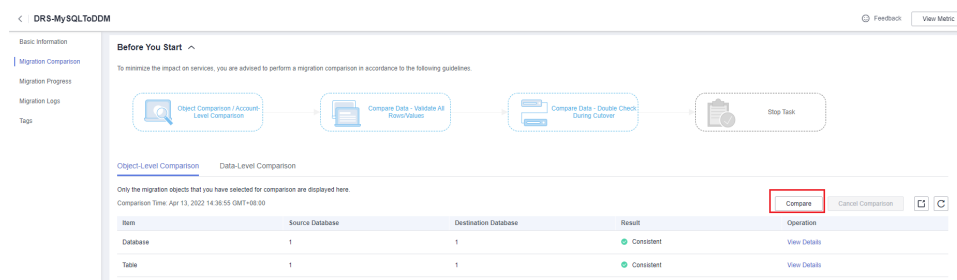 < DRS-MySQLToDDM
Feedback
View Metric
Basic Information
Migration Comparison
Migration Progress
Migration Logs
Tags
Before You Start
To minimize the impact on services, you are advised to perform a migration comparison in accordance with the following guidelines.
Object Comparison / Account-
Level Comparison
Compare Data - Validate All
Rows/Values
Compare Data - Double Check
During Cutover
Stop Task
Object-Level Comparison Data-Level Comparison
Only the migration objects that you have selected for comparison are displayed here.
Comparison Time: Apr 13, 2022 14:36:55 GMT+08:00
Compare Cancel Comparison
Item Source Database Destination Database Result Operation
Database 1 1 Consistent View Details
Table 1 1 Consistent View Details